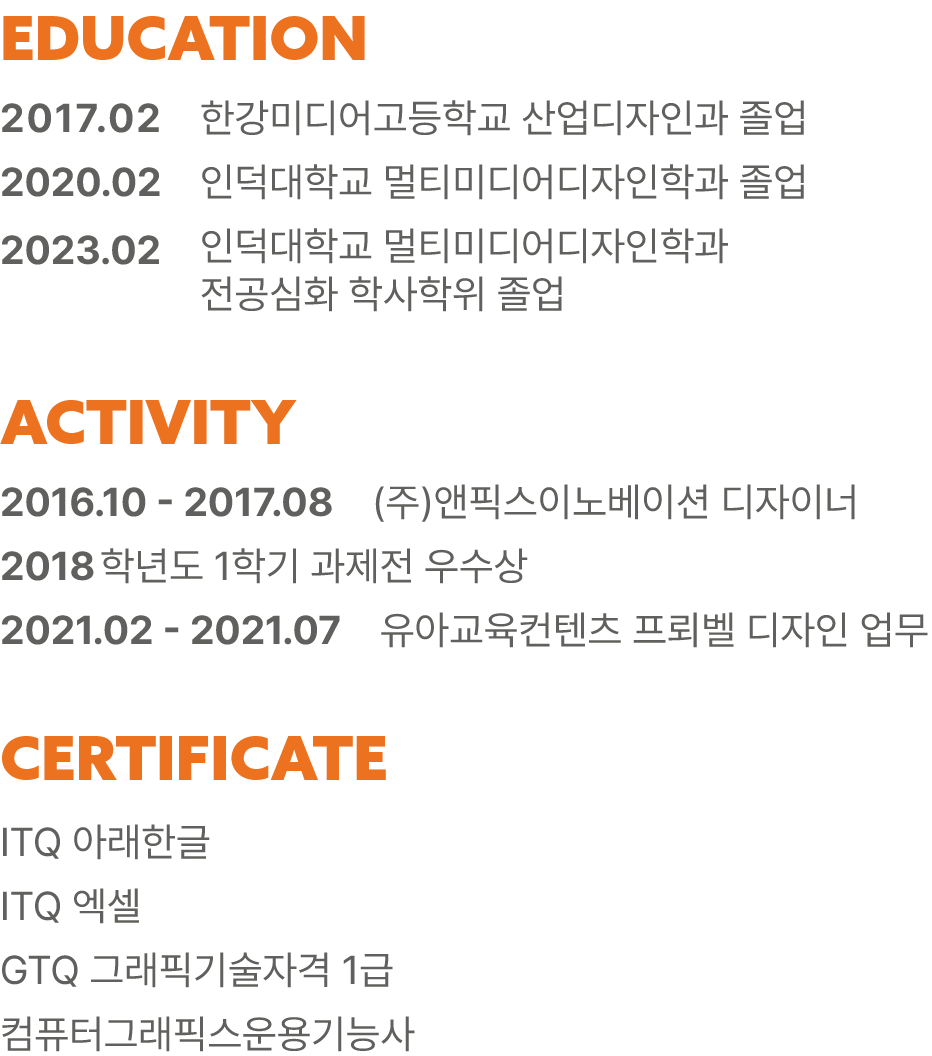 EDUCATION
2017.02 한강미디어고등학교 산업디자인과 졸업
2020.02 인덕대학교 멀티미디어디자인학과 졸업
2023.02 인덕대학교 멀티미디어디자인학과
전공심화 학사학위 졸업
ACTIVITY
2016.10 - 2017.08 (주)앤픽스이노베이션 디자이너
2018 학년도 1학기 과제전 우수상
2021.02 - 2021.07 유아교육컨텐츠 프뢰벨 디자인 업무
CERTIFICATE
ITQ 아래한글
ITQ 엑셀
GTQ 그래픽기술자격 1급
컴퓨터그래픽스운용기능사